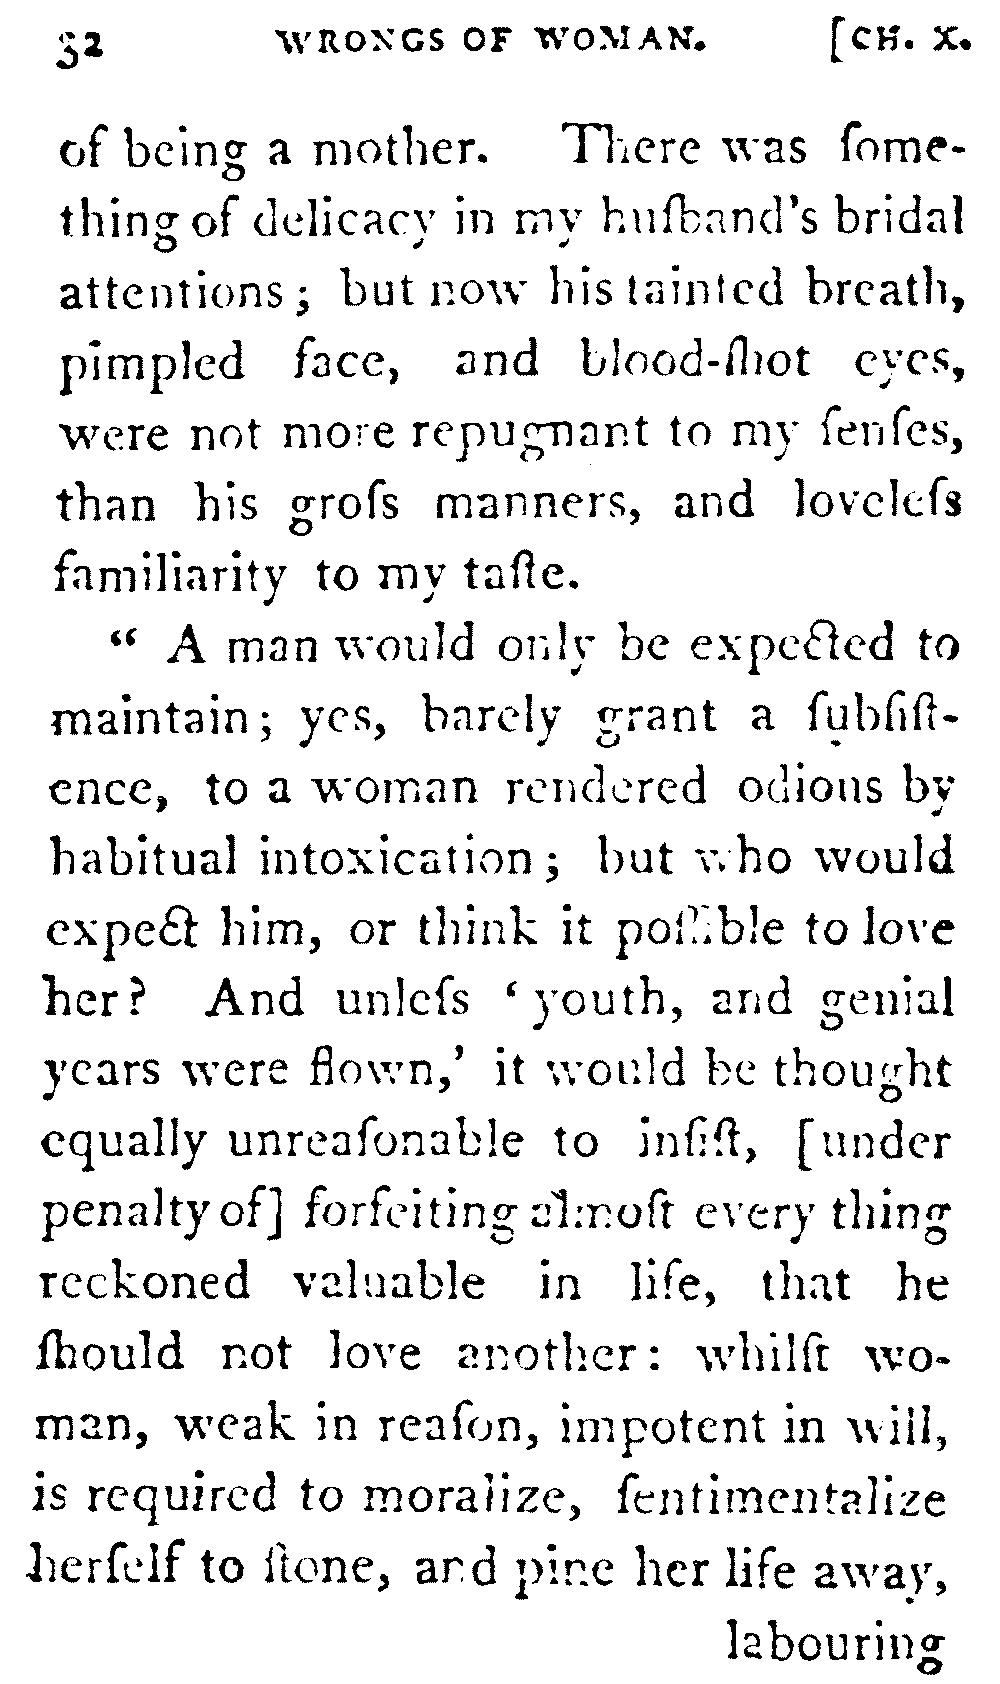 32 WRONGS OF WOMAN. [CH. X.
of being a mother. There was ſome-
thing of delicacy in my huſband's bridal
attentions; but now his tainted breath,
pimpled face, and blood-ſhot eyes,
were not more repugnant to my ſenſes,
than his groſs manners, and loveleſs
familiarity to my taſte.
“ A man would only be expected to
maintain; yes, barely grant a ſubſiſt-
ence, to a woman rendered odious by
habitual intoxication; but who would
expect him, or think it poſſible to love
her? And unleſs ‘ youth, and genial
years were flown,’ it would be thought
equally unreaſonable to inſiſt, [under
penalty of] forfeiting almoſt every thing
reckoned valuable in life, that he
ſhould not love another: whilſt wo-
man, weak in reaſon, impotent in will,
is required to moralize, ſentimentalize
herſelf to ſtone, and pine her life away,
labouring